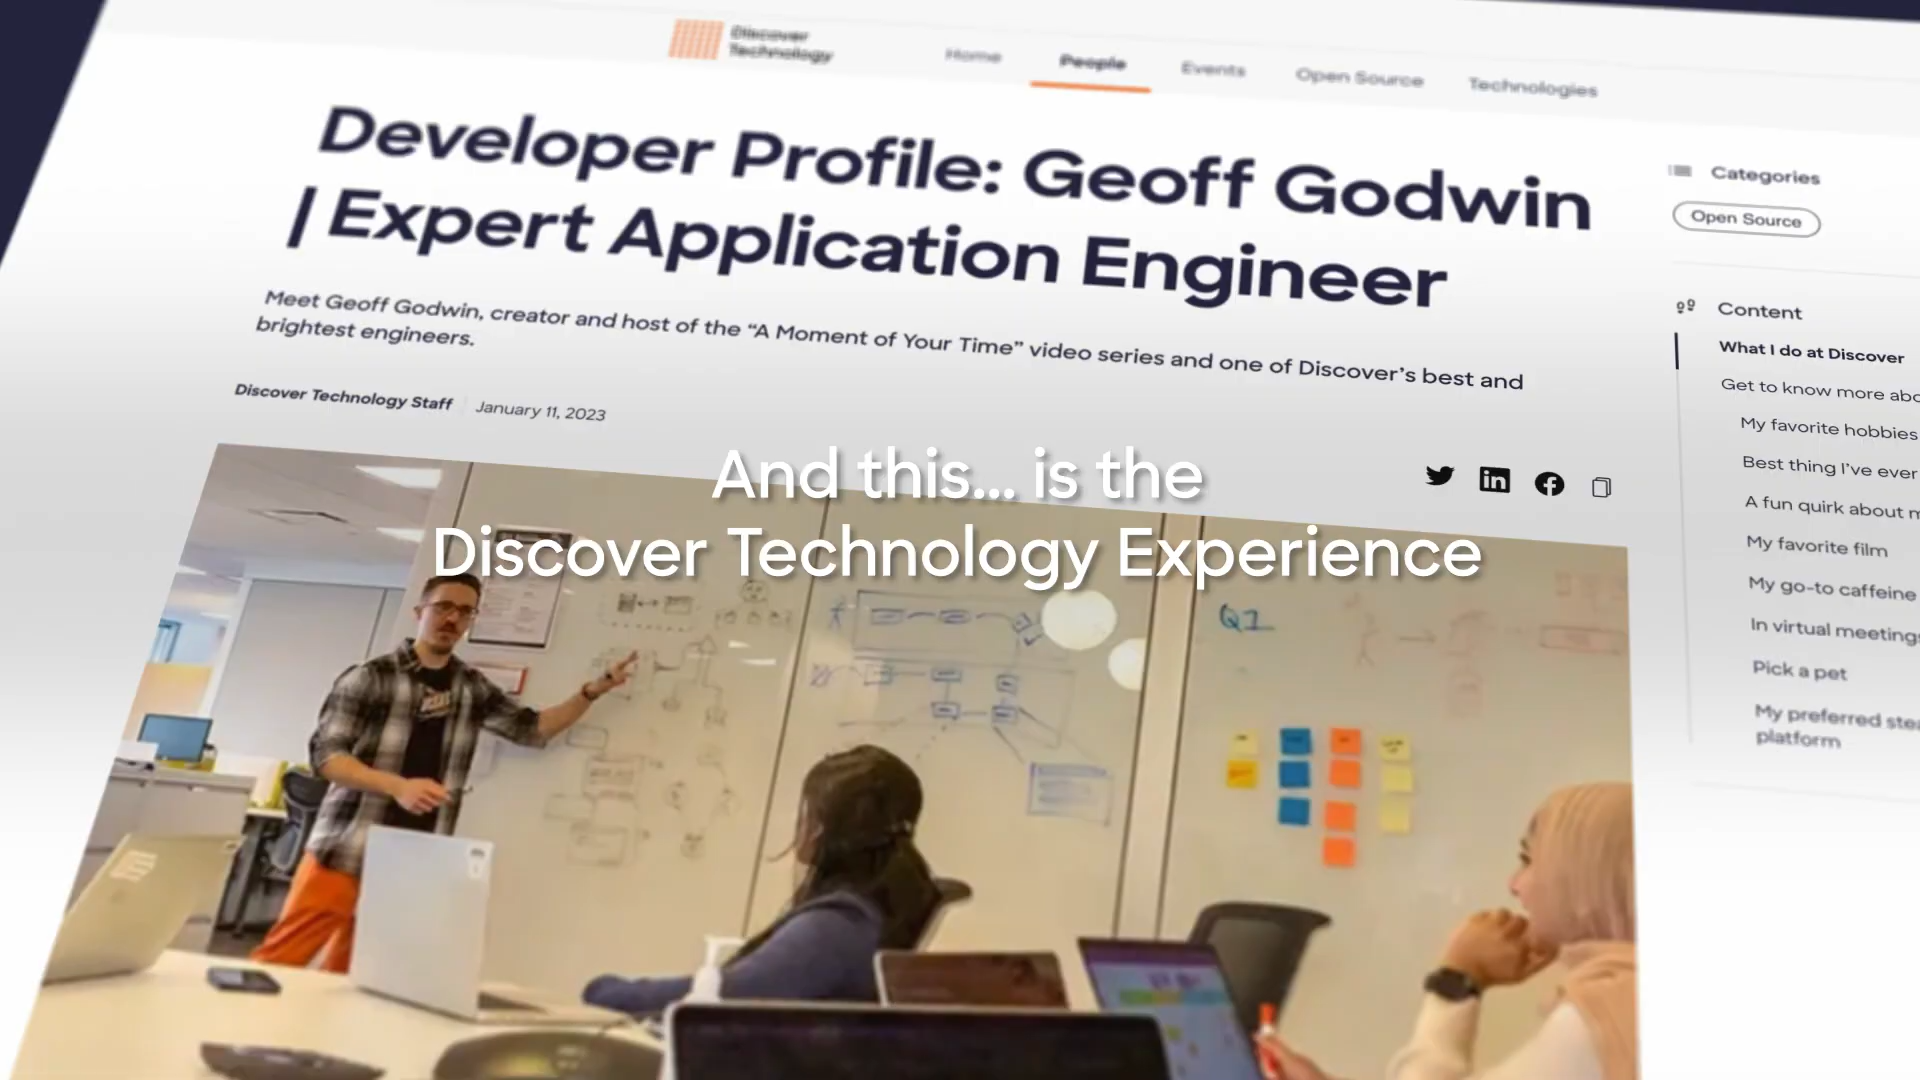 Discover
Technology
Home
People
Events
Open Source
Technologies
Developer Profile: Geoff Godwin
| Expert Application Engineer
Meet Geoff Godwin, creator and host of the “A Moment of Your Time” video series and one of Discover’s best and
brightest engineers.
Discover Technology Staff
January 11, 2023
And this... is the
Discover Technology Experience
Categories
Open Source
Content
What I do at Discover
Get to know more
My favorite hobbies
Best thing I’ve ever
A fun quirk about
My favorite film
My go-to caffeine
In virtual meetings
Pick a pet
My preferred
platform
Q1